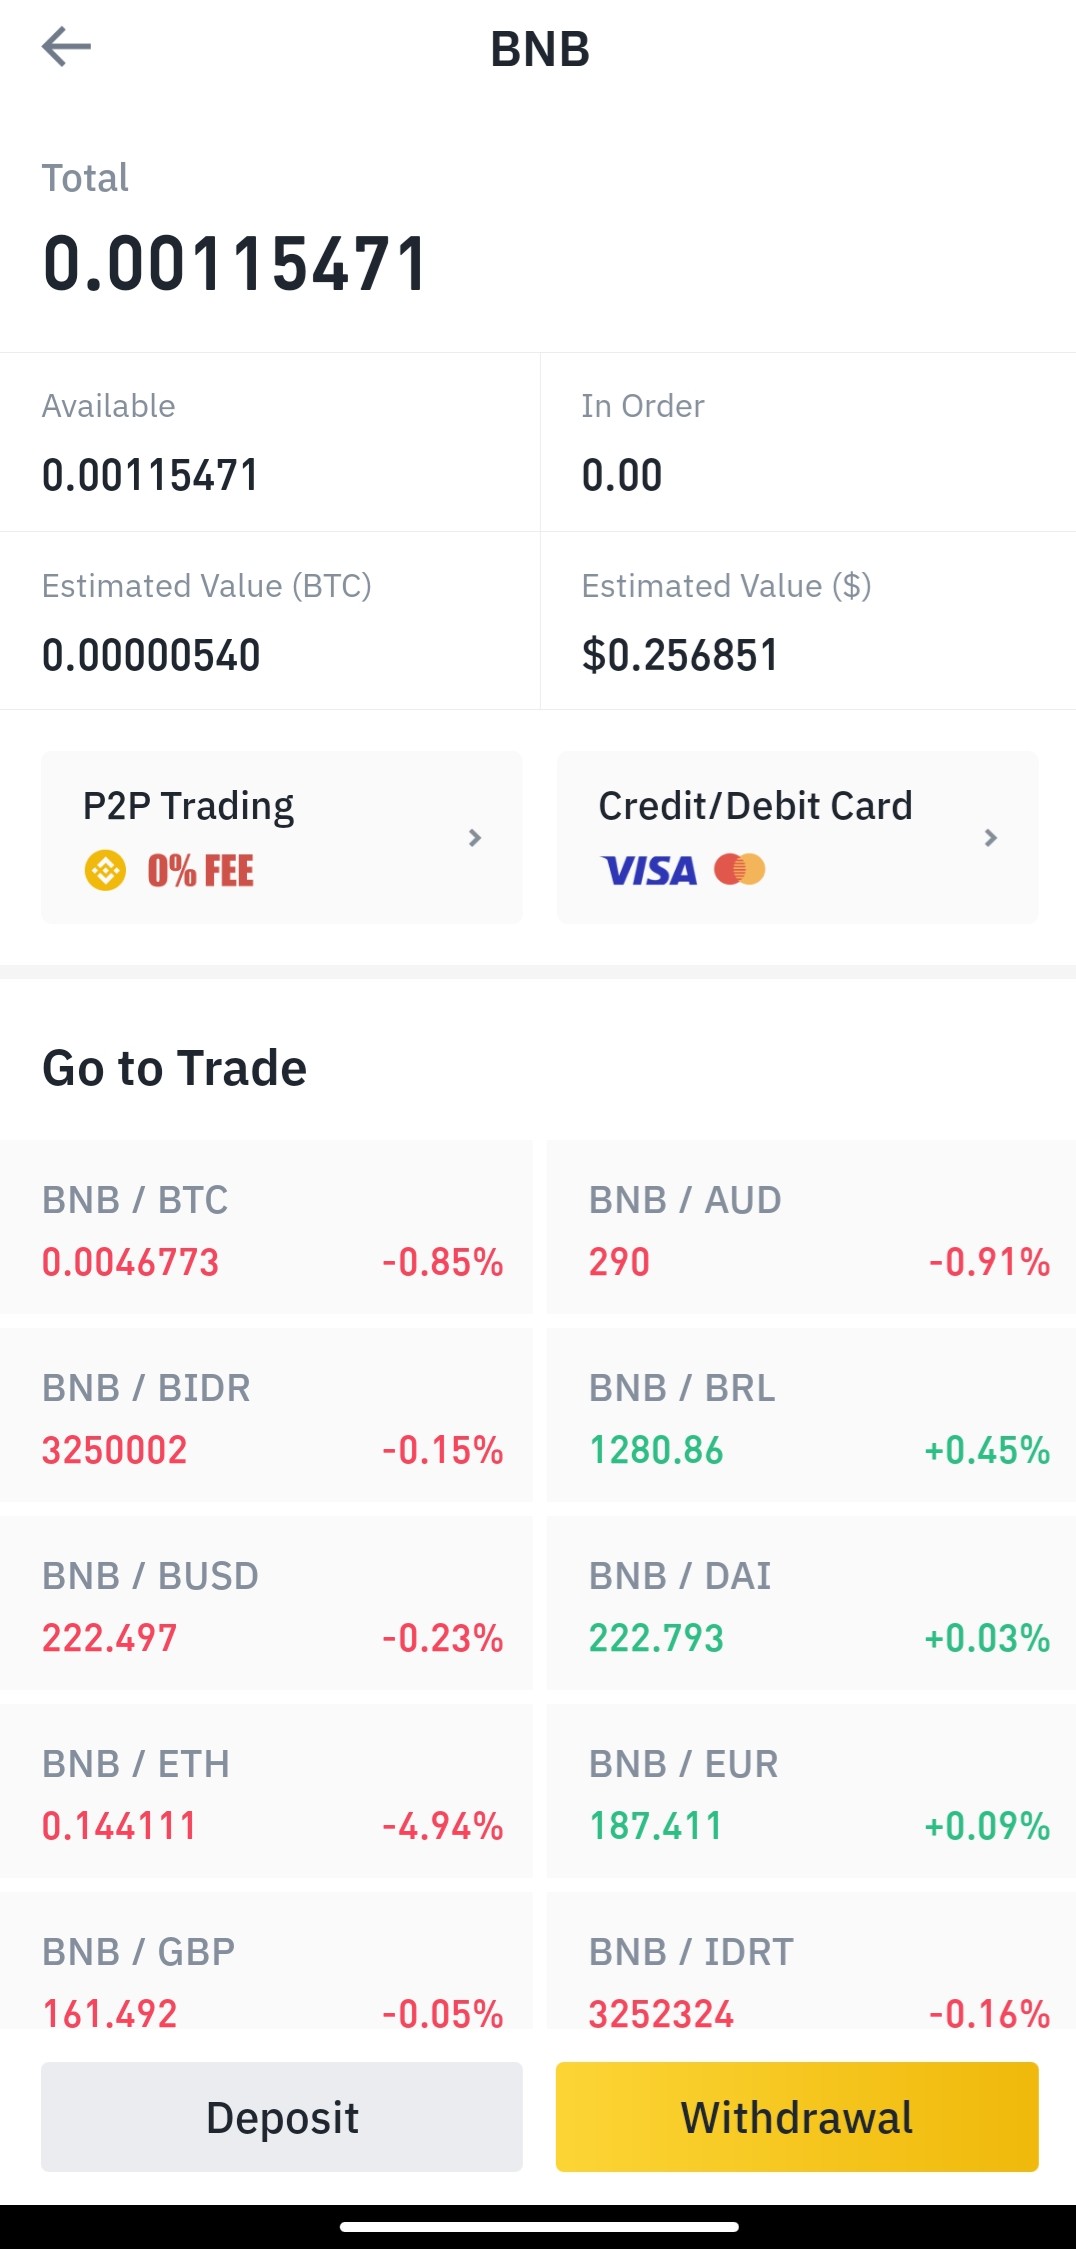 BNB
Total
0.00115471
Available
0.00115471
In Order
0.00
Estimated Value (BTC)
0.00000540
Estimated Value ($)
$0.256851
P2P Trading
0% FEE
Credit/Debit Card
VISA
Go to Trade
BNB / BTC
0.0046773 -0.85%
BNB / AUD
290 -0.91%
BNB / BIDR
3250002 -0.15%
BNB / BRL
1280.86 +0.45%
BNB / BUSD
222.497 -0.23%
BNB / DAI
222.793 +0.03%
BNB / ETH
0.144111 -4.94%
BNB / EUR
187.411 +0.09%
BNB / GBP
161.492 -0.05%
BNB / IDRT
3252324 -0.16%
Deposit
Withdrawal